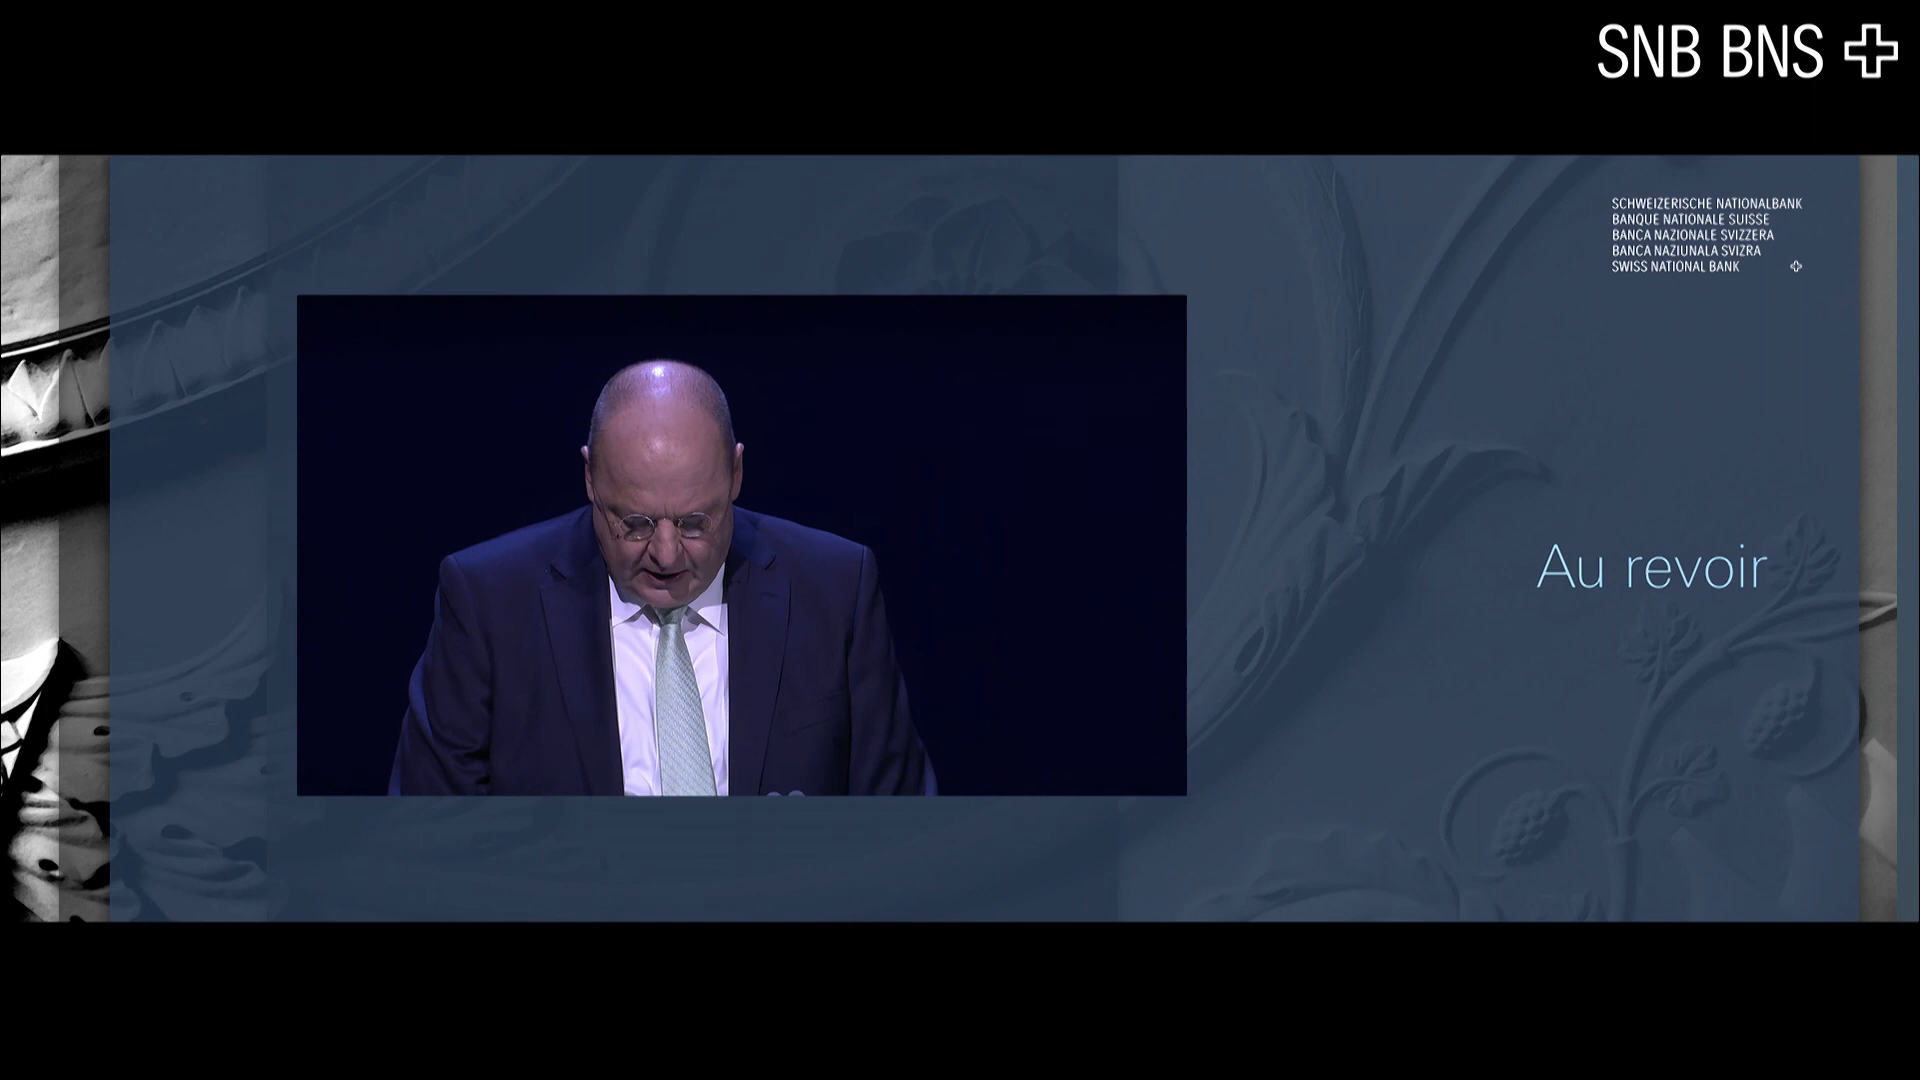 SNB BNS
SCHWEIZERISCHE NATIONALBANK
BANQUE NATIONALE SUISSE
BANCA NAZIONALE SVIZZERA
BANCA NAZIUNALA SVIZRA
SWISS NATIONAL BANK
Au revoir